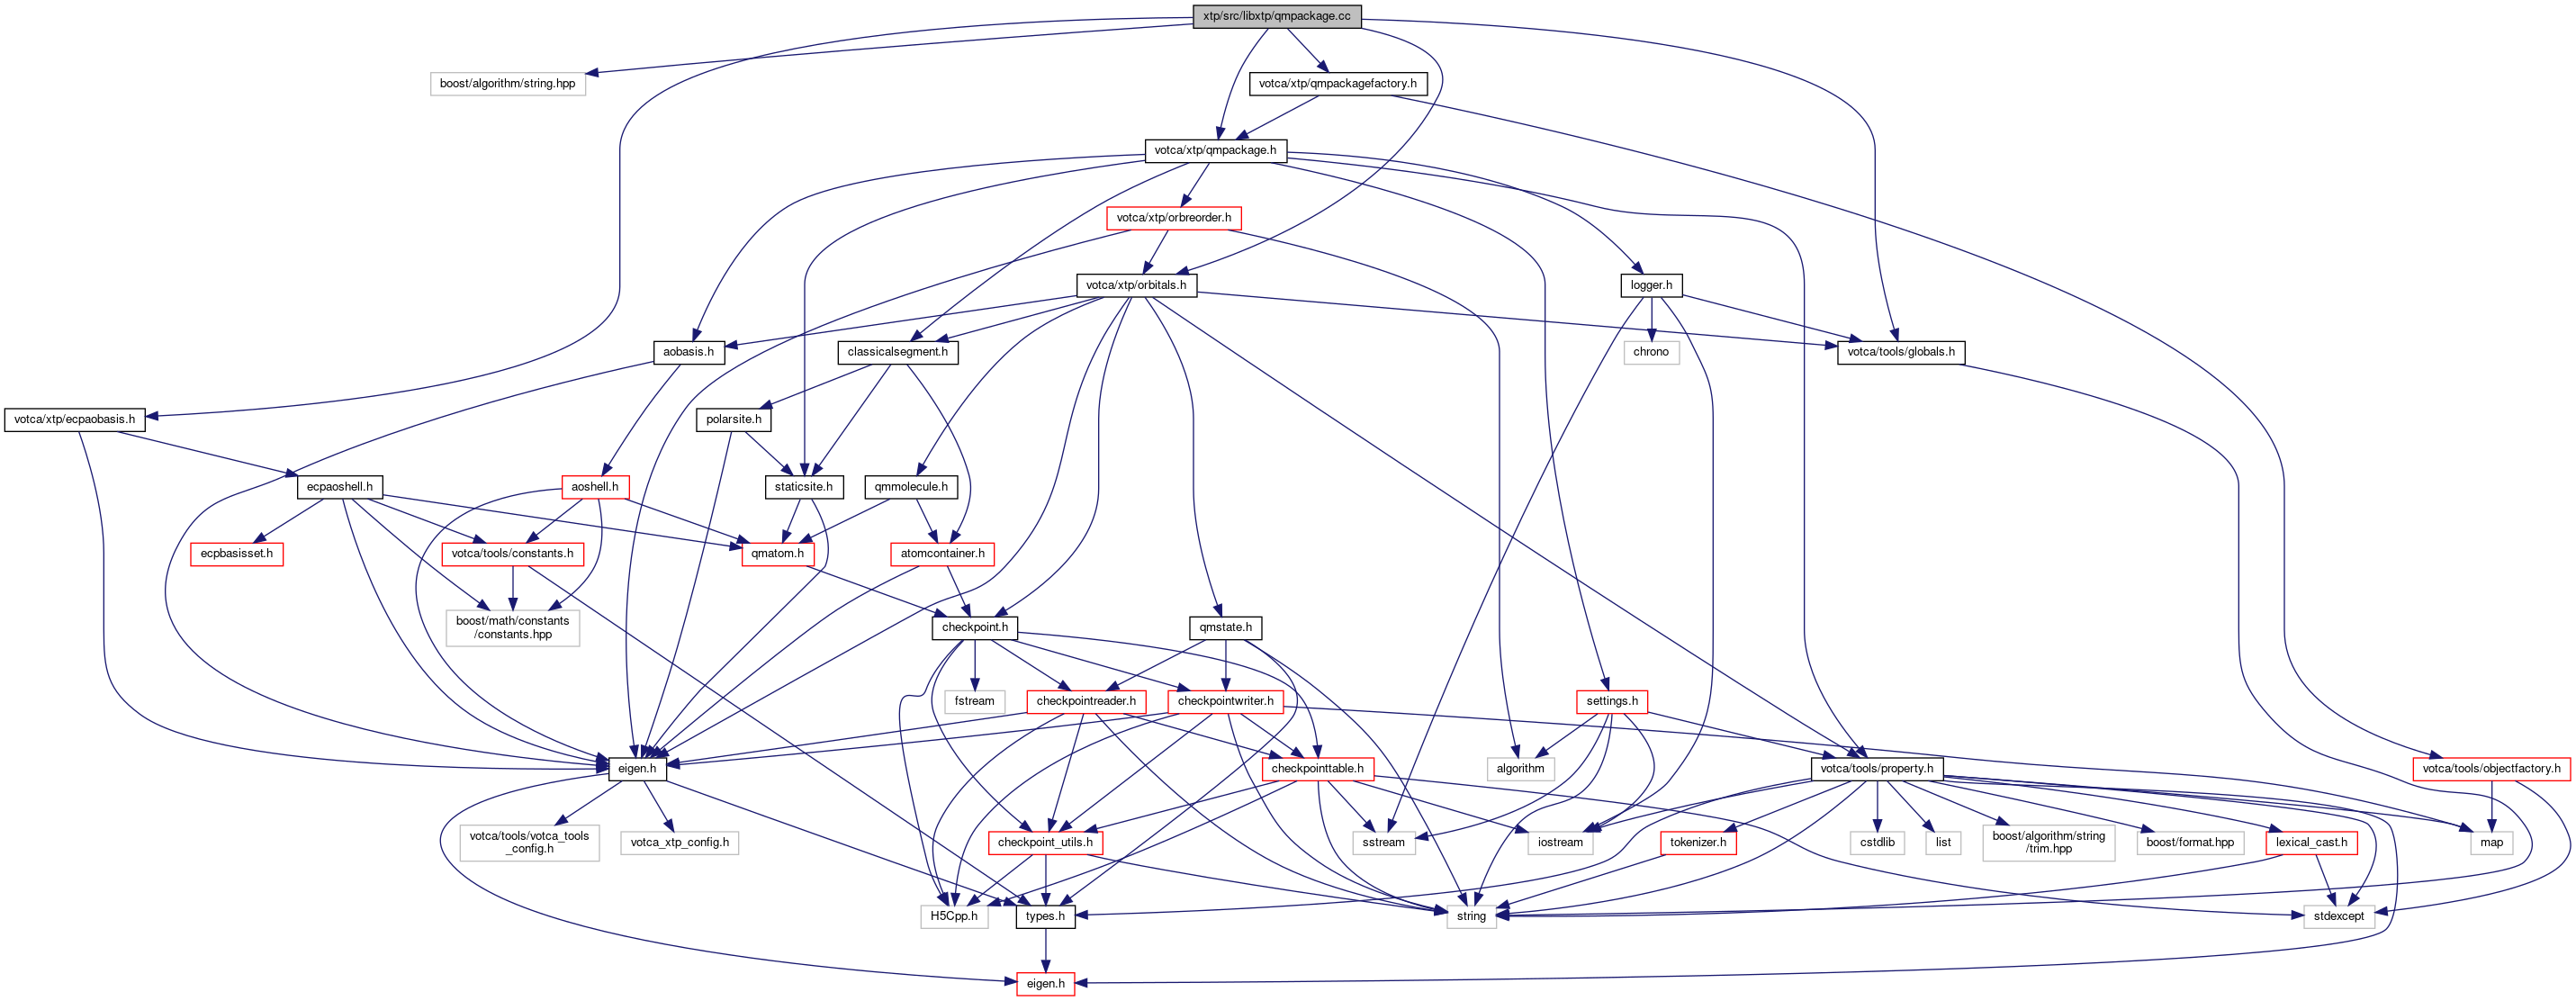 xtp/src/libxtp/qmpackage.cc
boost/algorithm/string.hpp
votca/xtp/qmpackagefactory.h
votca/xtp/qmpackage.h
votca/xtp/orbreorder.h
votca/xtp/orbitals.h
logger.h
aobasis.h
classicalsegment.h
chrono
votca/tools/globals.h
votca/xtp/ecpaobasis.h
polarsite.h
ecpaoshell.h
aoshell.h
staticsite.h
qmmolecule.h
ecpbasisset.h
votca/tools/constants.h
qmatom.h
atomcontainer.h
boost/math/constants
/constants.hpp
checkpoint.h
qmstate.h
fstream
checkpointreader.h
checkpointwriter.h
settings.h
eigen.h
checkpointtable.h
algorithm
votca/tools/property.h
votca/tools/objectfactory.h
votca/tools/votca_tools
_config.h
votca_xtp_config.h
checkpoint_utils.h
sstream
iostream
tokenizer.h
cstdlib
list
boost/algorithm/string
/trim.hpp
boost/format.hpp
lexical_cast.h
map
H5Cpp.h
types.h
string
stdexcept
eigen.h